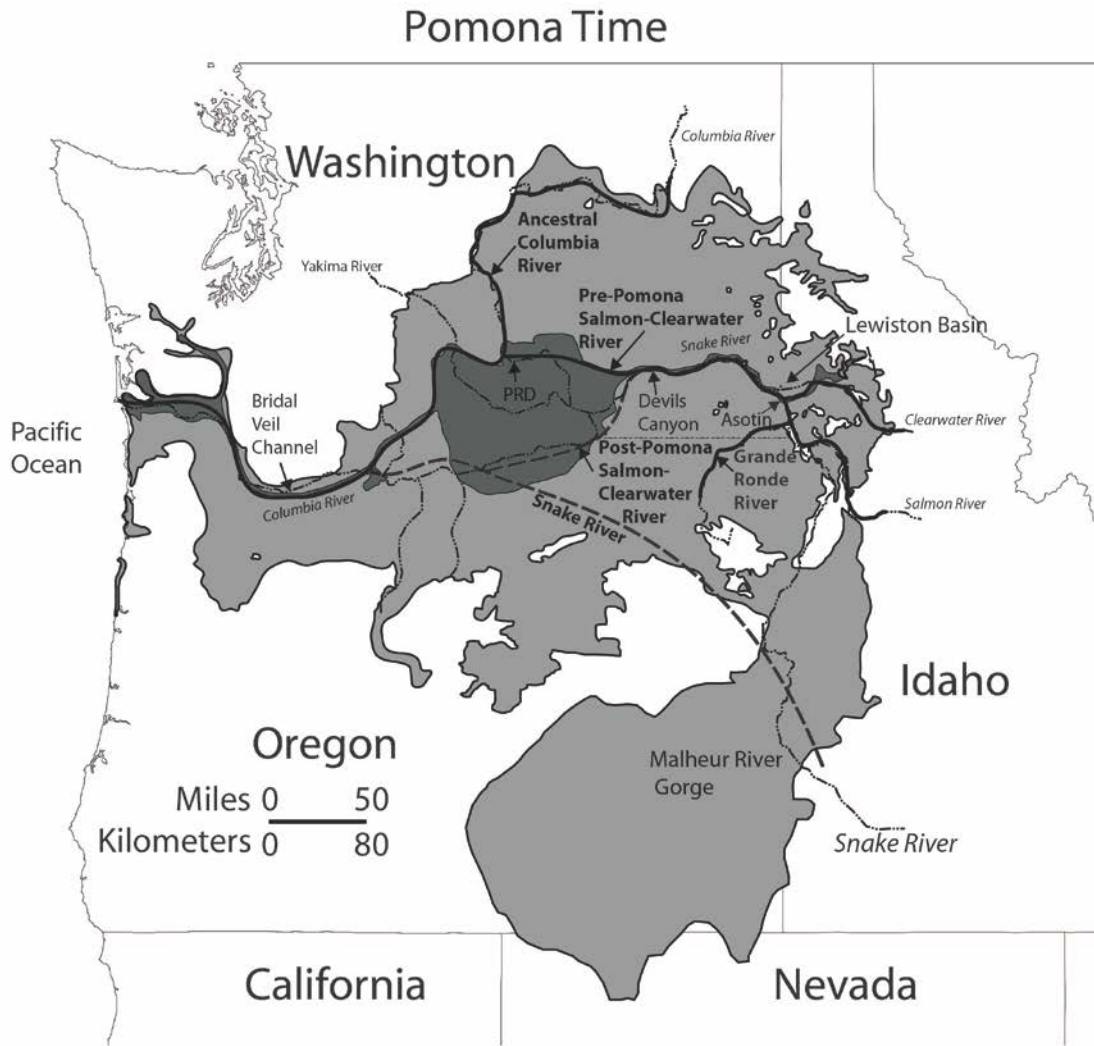 Pomona Time
Columbia River
Washington
Ancestral
Columbia
River
Yakima River
Pre-Pomona
Salmon-Clearwater
River
Snake River
Lewiston Basin
PRD
Devils
Canyon
Asotin
Clearwater River
Bridal
Veil
Channel
Pacific
Ocean
Columbia River
Post-Pomona
Salmon-
Clearwater
River
Grande
Ronde
River
Salmon River
Snake River
Idaho
Oregon
Malheur River
Gorge
Miles 0 50
Kilometers 0 80
Snake River
California
Nevada